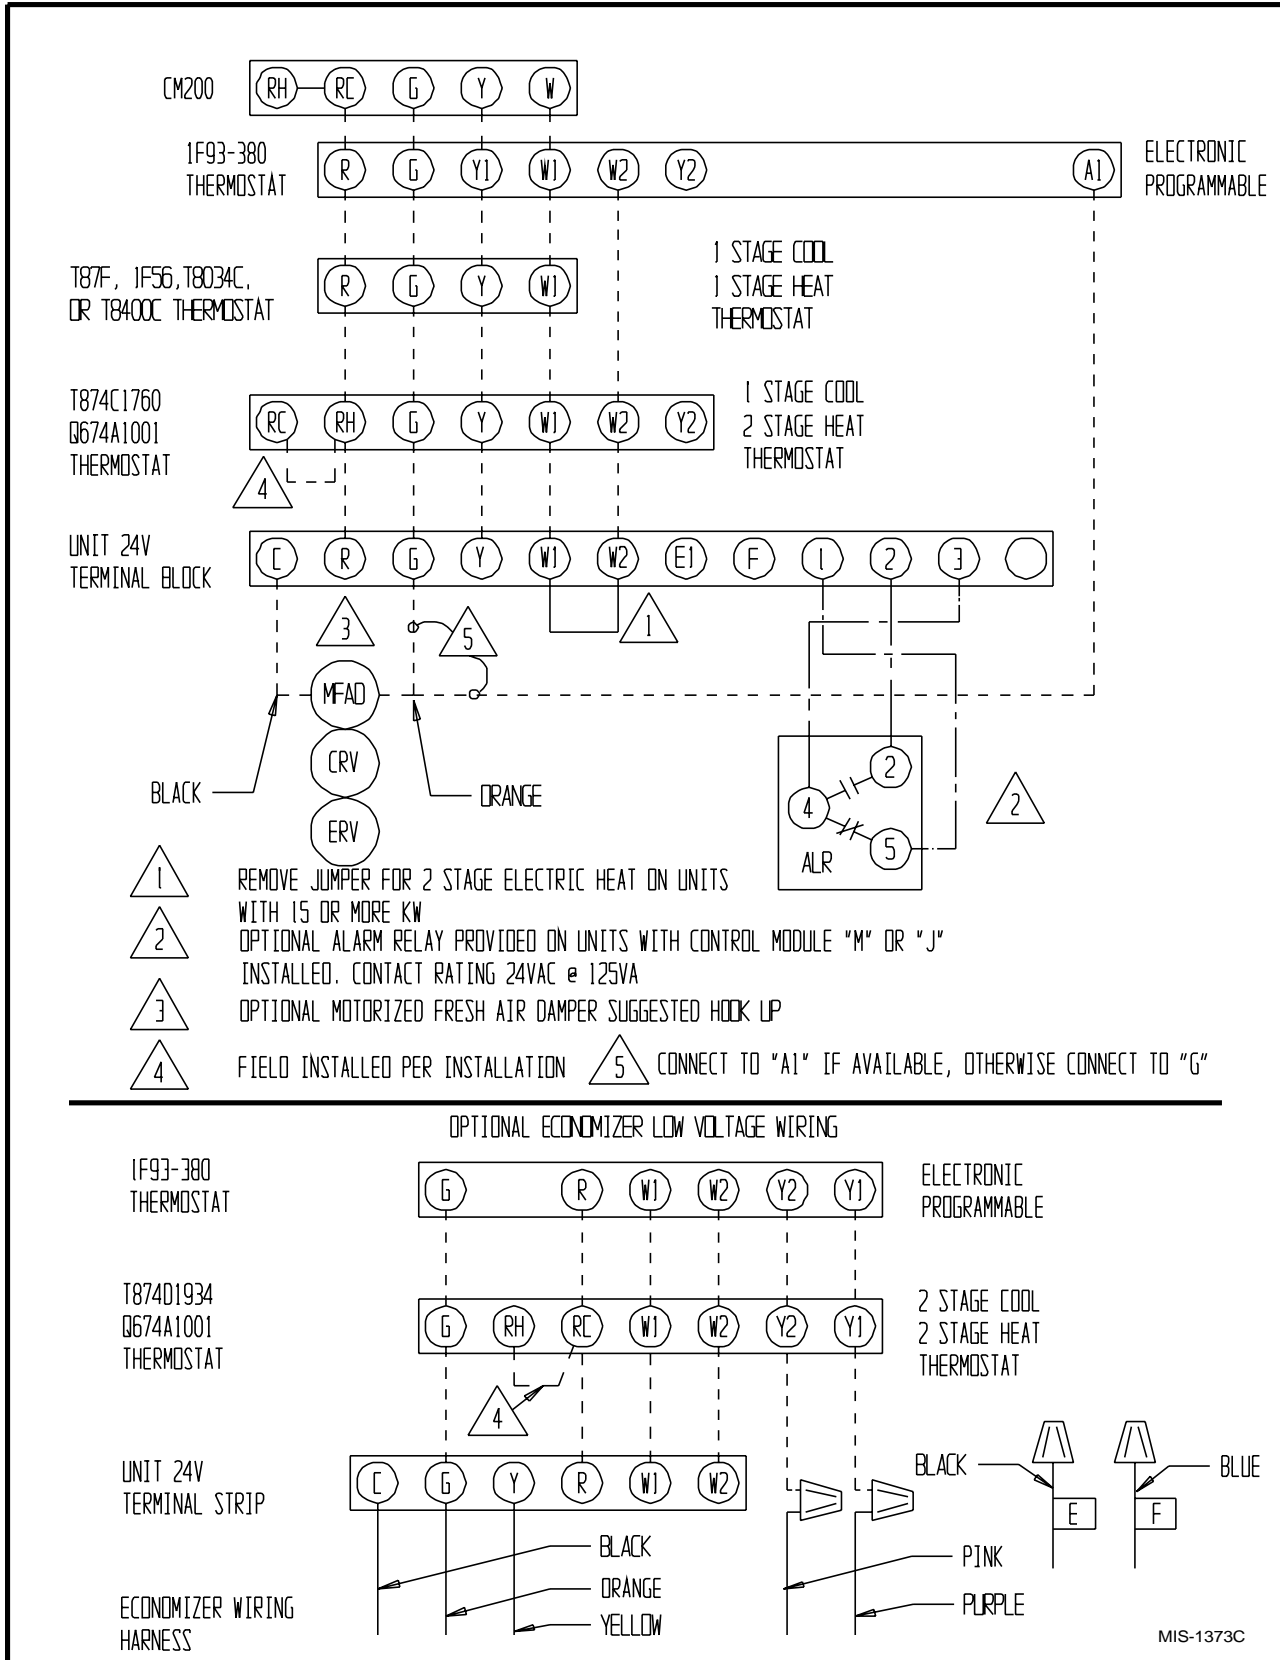 CM200 RH RC G Y W
1F93-380
THERMOSTAT
R G Y1 W1 W2 Y2 A1
ELECTRONIC
PROGRAMMABLE
T87F, 1F56,T8034C,
OR T8400C THERMOSTAT
R G Y W1
1 STAGE COOL
1 STAGE HEAT
THERMOSTAT
T874C1760
Q674A1001
THERMOSTAT
RC RH G Y W1 W2 Y2
1 STAGE COOL
2 STAGE HEAT
THERMOSTAT
4
UNIT 24V
TERMINAL BLOCK
C R G Y W1 W2 E1 F 1 2 3
3 5 1
MFAD
CRV
ERV
BLACK
ORANGE
2
4
5
ALR
2
1 REMOVE JUMPER FOR 2 STAGE ELECTRIC HEAT ON UNITS
WITH 15 OR MORE KW
2 OPTIONAL ALARM RELAY PROVIDED ON UNITS WITH CONTROL MODULE "M" OR "J"
INSTALLED. CONTACT RATING 24VAC @ 125VA
3 OPTIONAL MOTORIZED FRESH AIR DAMPER SUGGESTED HOOK UP
4 FIELD INSTALLED PER INSTALLATION 5 CONNECT TO "A1" IF AVAILABLE, OTHERWISE CONNECT TO "G"
OPTIONAL ECONOMIZER LOW VOLTAGE WIRING
1F93-380
THERMOSTAT
G R W1 W2 Y2 Y1
ELECTRONIC
PROGRAMMABLE
T874D1934
Q674A1001
THERMOSTAT
G RH RC W1 W2 Y2 Y1
2 STAGE COOL
2 STAGE HEAT
THERMOSTAT
4
UNIT 24V
TERMINAL STRIP
C G Y R W1 W2
BLACK
E
F
BLUE
BLACK
ORANGE
YELLOW
PINK
PURPLE
ECONOMIZER WIRING
HARNESS
MIS-1373C